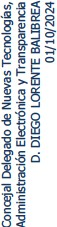 Concejal Delegado de Nuevas Tecnologías,
Administración Electrónica y Transparencia
D. DIEGO LORENTE BALIBREA
01/10/2024